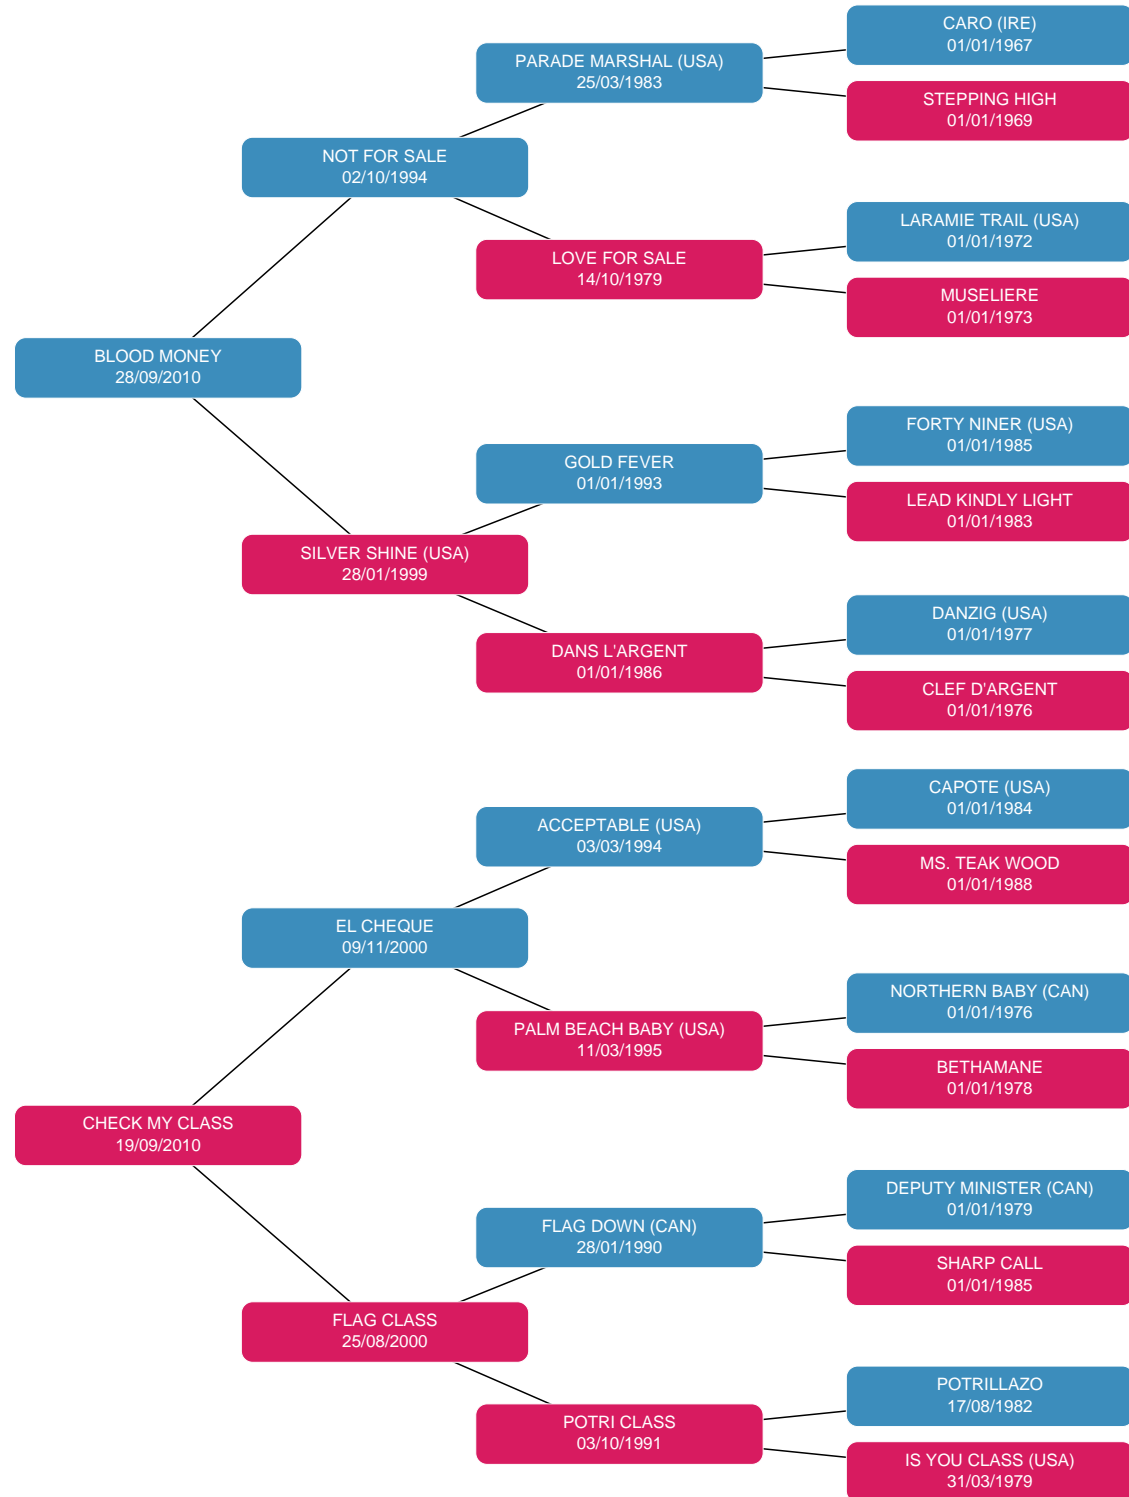 CARO (IRE)
01/01/1967
PARADE MARSHAL (USA)
25/03/1983
STEPPING HIGH
01/01/1969
NOT FOR SALE
02/10/1994
LARAMIE TRAIL (USA)
01/01/1972
LOVE FOR SALE
14/10/1979
MUSELIERE
01/01/1973
BLOOD MONEY
28/09/2010
FORTY NINER (USA)
01/01/1985
GOLD FEVER
01/01/1993
LEAD KINDLY LIGHT
01/01/1983
SILVER SHINE (USA)
28/01/1999
DANZIG (USA)
01/01/1977
DANS L'ARGENT
01/01/1986
CLEF D'ARGENT
01/01/1976
CAPOTE (USA)
01/01/1984
ACCEPTABLE (USA)
03/03/1994
MS. TEAK WOOD
01/01/1988
EL CHEQUE
09/11/2000
NORTHERN BABY (CAN)
01/01/1976
PALM BEACH BABY (USA)
11/03/1995
BETHAMANE
01/01/1978
CHECK MY CLASS
19/09/2010
DEPUTY MINISTER (CAN)
01/01/1979
FLAG DOWN (CAN)
28/01/1990
SHARP CALL
01/01/1985
FLAG CLASS
25/08/2000
POTRILLAZO
17/08/1982
POTRI CLASS
03/10/1991
IS YOU CLASS (USA)
31/03/1979